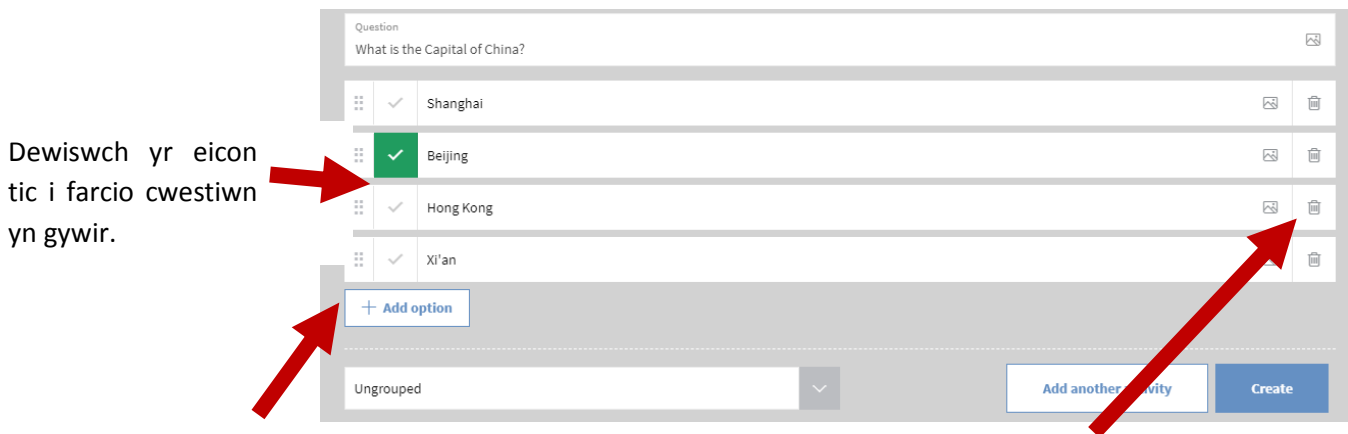 Question
What is the Capital of China?
Shanghai
Dewiswch yr eicon
tic i farcio cwestiwn
yn gywir.
Beijing
Hong Kong
Xi'an
+ Add option
Ungrouped
Add another
Create